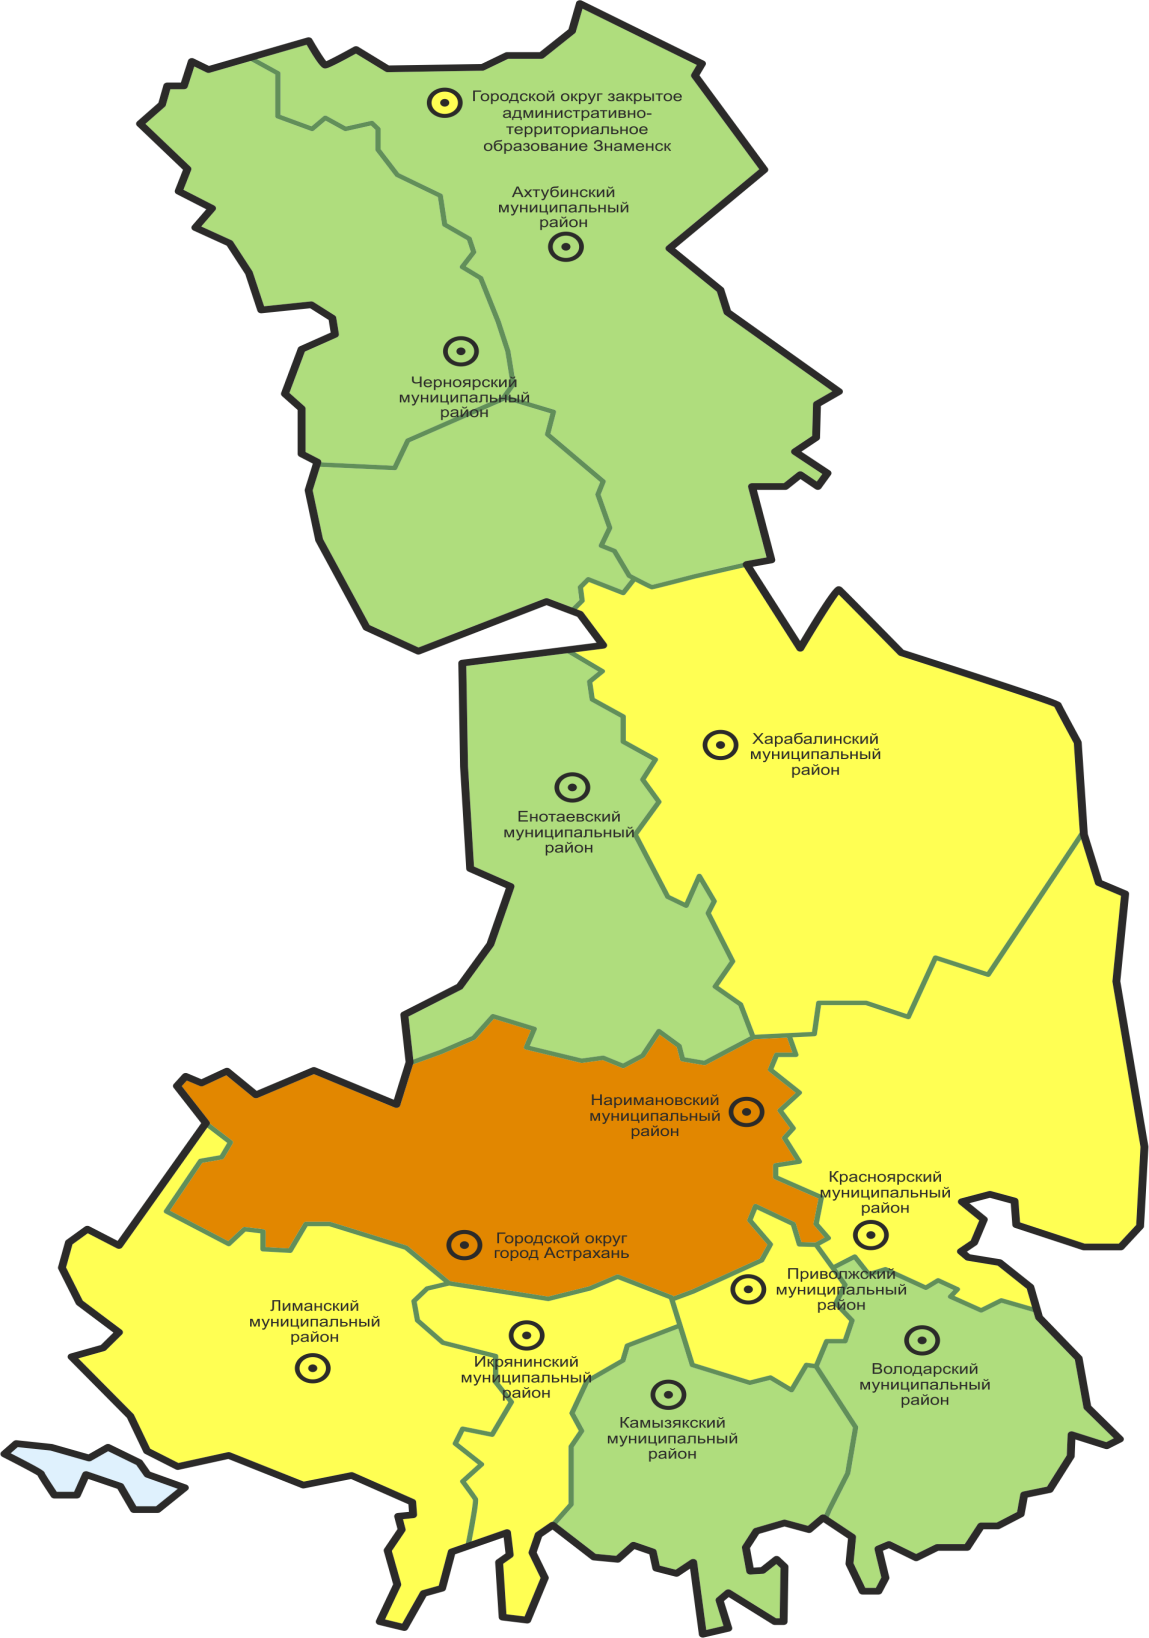 Городской округ закрытое
административно-
территориальное
образование Знаменск
Ахтубинский
муниципальный
район
Черноярский
муниципальный
район
Харабалинский
муниципальный
район
Енотаевский
муниципальный
район
Наримановский
муниципальный
район
Красноярский
муниципальный
район
Городской округ
город Астрахань
Приволжский
муниципальный
район
Лиманский
муниципальный
район
Икрянинский
муниципальный
район
Володарский
муниципальный
район
Камызякский
муниципальный
район